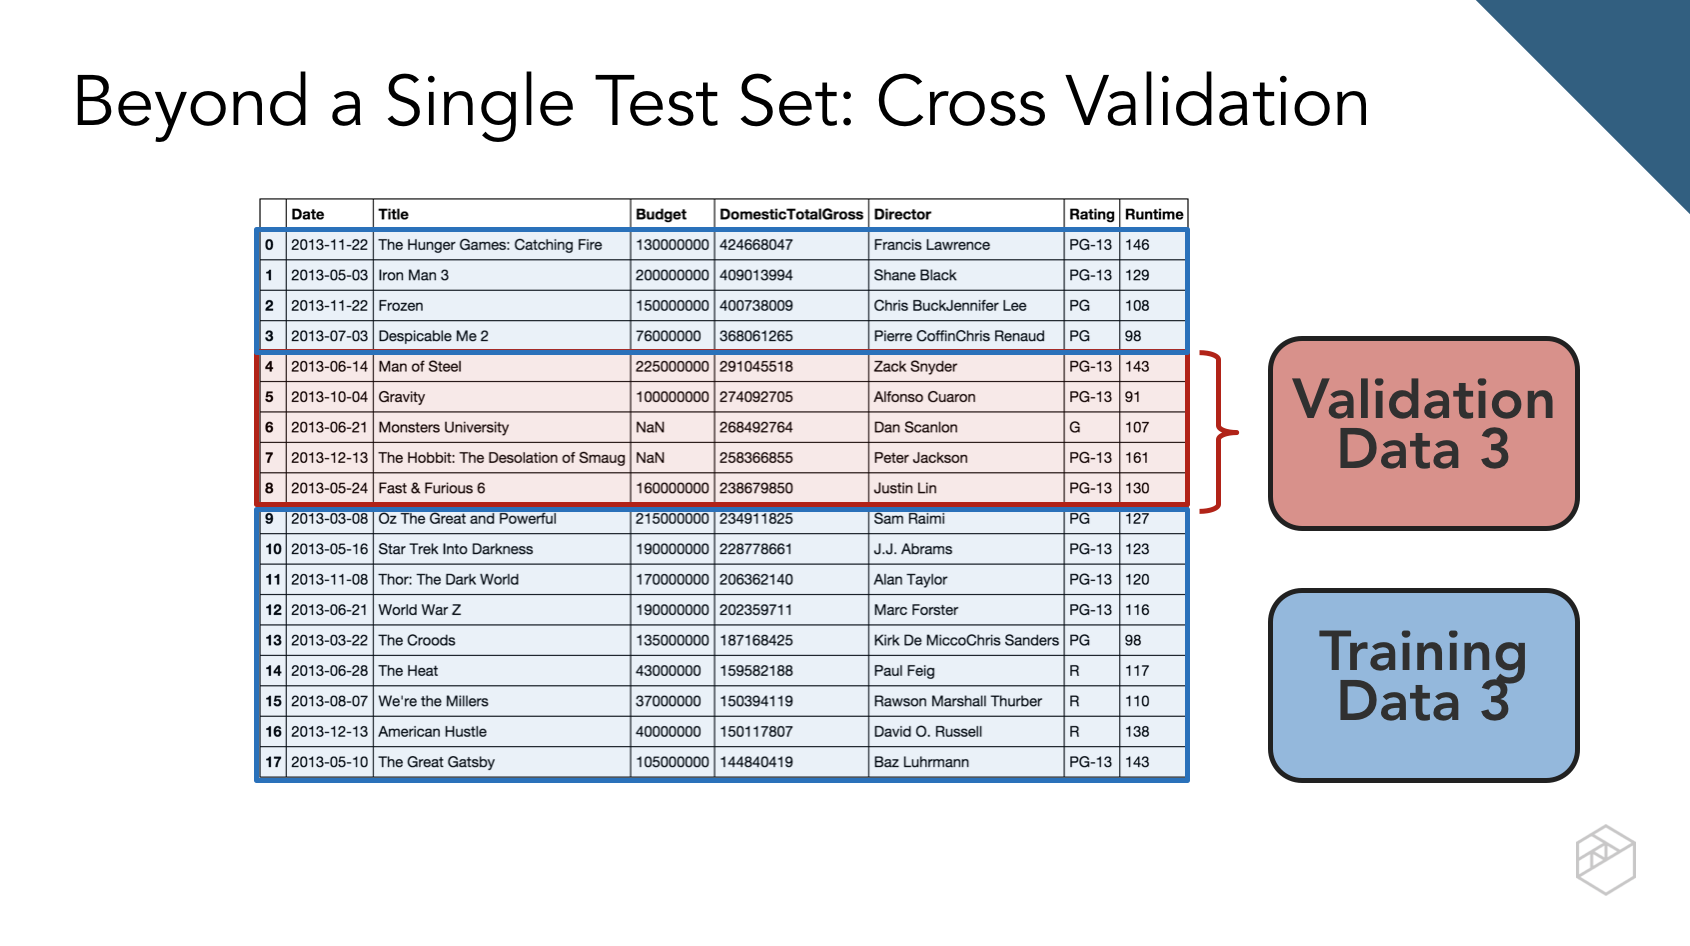 Beyond a Single Test Set: Cross Validation
Date Title Budget DomesticTotalGross Director Rating Runtime
0 2013-11-22 The Hunger Games: Catching Fire 130000000 424668047 Francis Lawrence PG-13 146
1 2013-05-03 Iron Man 3 200000000 409013994 Shane Black PG-13 129
2 2013-11-22 Frozen 150000000 400738009 Chris BuckJennifer Lee PG 108
3 2013-07-03 Despicable Me 2 76000000 368061265 Pierre CoffinChris Renaud PG 98
4 2013-06-14 Man of Steel 225000000 291045518 Zack Snyder PG-13 143
5 2013-10-04 Gravity 100000000 274092705 Alfonso Cuaron PG-13 91
6 2013-06-21 Monsters University NaN 268492764 Dan Scanlon G 107
7 2013-12-13 The Hobbit: The Desolation of Smaug NaN 258366855 Peter Jackson PG-13 161
8 2013-05-24 Fast & Furious 6 160000000 238679850 Justin Lin PG-13 130
9 2013-03-08 Oz The Great and Powerful 215000000 234911825 Sam Raimi PG 127
10 2013-05-16 Star Trek Into Darkness 190000000 228778661 J.J. Abrams PG-13 123
11 2013-11-08 Thor: The Dark World 170000000 206362140 Alan Taylor PG-13 120
12 2013-06-21 World War Z 190000000 202359711 Marc Forster PG-13 116
13 2013-03-22 The Croods 135000000 187168425 Kirk De MiccoChris Sanders PG 98
14 2013-06-28 The Heat 43000000 159582188 Paul Feig R 117
15 2013-08-07 We're the Millers 37000000 150394119 Rawson Marshall Thurber R 110
16 2013-12-13 American Hustle 40000000 150117807 David O. Russell R 138
17 2013-05-10 The Great Gatsby 105000000 144840419 Baz Luhrmann PG-13 143
Validation
Data 3
Training
Data 3